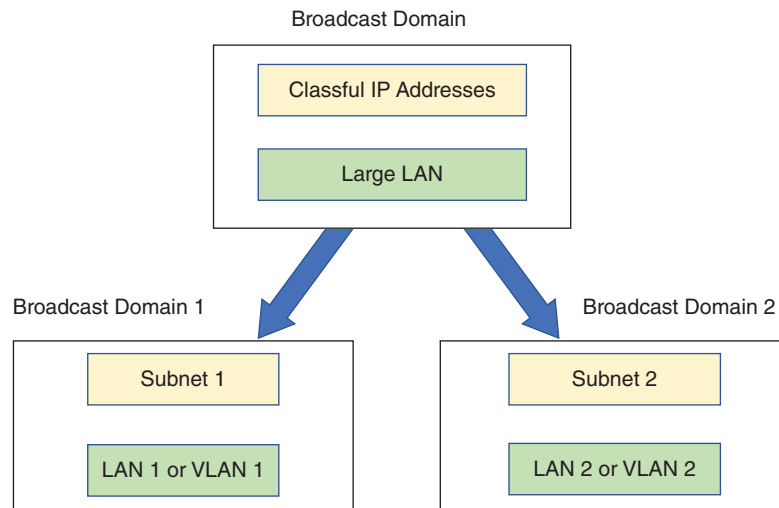 Broadcast Domain
Classful IP Addresses
Large LAN
Broadcast Domain 1
Broadcast Domain 2
Subnet 1
Subnet 2
LAN 1 or VLAN 1
LAN 2 or VLAN 2